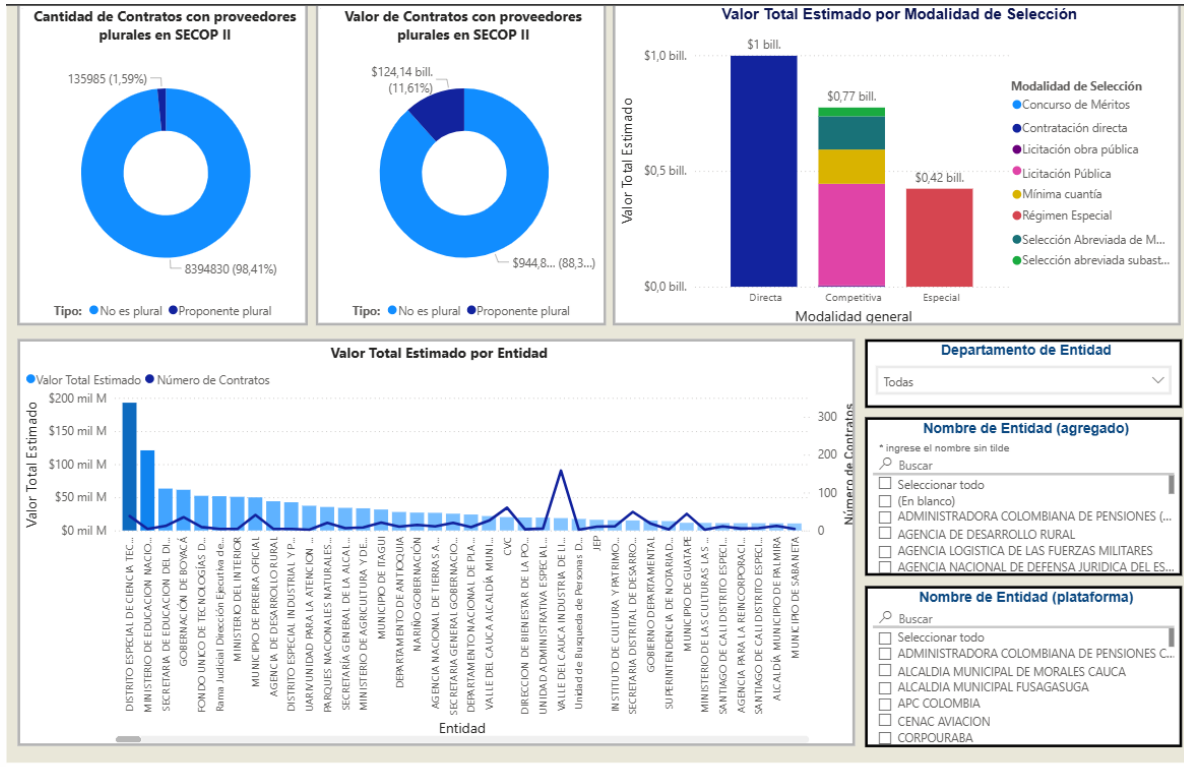 Cantidad de Contratos con proveedores
plurales en SECOP II
135985 (1,59%)
8394830 (98,41%)
Tipo: No es plural Proponente plural
Valor de Contratos con proveedores
plurales en SECOP II
$124,14 bill.
(11,61%)
$944,8... (88,3...)
Tipo: No es plural Proponente plural
Valor Total Estimado por Modalidad de Selección
Valor Total Estimado
$1,0 bill.
$0,5 bill.
$0,0 bill.
$1 bill.
$0,77 bill.
$0,42 bill.
Directa
Competitiva
Especial
Modalidad general
Modalidad de Selección
Concurso de Méritos
Contratación directa
Licitación obra pública
Licitación Pública
Mínima cuantía
Régimen Especial
Selección Abreviada de M...
Selección abreviada subast...
Valor Total Estimado por Entidad
Valor Total Estimado Número de Contratos
Valor Total Estimado
$200 mil M
$150 mil M
$100 mil M
$50 mil M
$0 mil M
300
200
100
0
Número de Contratos
DISTRITO ESPECIAL DE CIENCIA TEC...
MINISTERIO DE EDUCACION NACIO...
SECRETARIA DE EDUCACION DEL DI...
GOBERNACIÓN DE BOYACÁ
FONDO UNICO DE TECNOLOGÍAS D...
Rama Judicial Dirección Ejecutiva de...
MINISTERIO DEL INTERIOR
MUNICIPIO DE PEREIRA OFICIAL
AGENCIA DE DESARROLLO RURAL
DISTRITO ESPECIAL INDUSTRIAL Y P...
UARIVUNIDAD PARA LA ATENCION ...
PARQUES NACIONALES NATURALES...
SECRETARÍA GENERAL DE LA ALCAL...
MINISTERIO DE AGRICULTURA Y DE...
MUNICIPIO DE ITAGUI
DEPARTAMENTO DE ANTIOQUIA
NARIÑO GOBERNACIÓN
AGENCIA NACIONAL DE TIERRAS A...
SECRETARIA GENERAL GOBERNACIO...
DEPARTAMENTO NACIONAL DE PLA...
VALLE DEL CAUCA ALCALDÍA MUNI...
CVC
DIRECCION DE BIENESTAR DE LA PO...
UNIDAD ADMINISTRATIVA ESPECIAL...
VALLE DEL CAUCA INDUSTRIA DE LI...
Unidad de Busqueda de Personas D...
JEP
INSTITUTO DE CULTURA Y PATRIMO...
SECRETARIA DISTRITAL DE DESARRO...
GOBIERNO DEPARTAMENTAL
SUPERINTENDENCIA DE NOTARIAD...
MUNICIPIO DE GUATAPE
MINISTERIO DE LAS CULTURAS LAS ...
SANTIAGO DE CALI DISTRITO ESPECI...
AGENCIA PARA LA REINCORPORACI...
SANTIAGO DE CALI DISTRITO ESPECI...
ALCALDÍA MUNICIPIO DE PALMIRA
MUNICIPIO DE SABANETA
Entidad
Departamento de Entidad
Todas
Nombre de Entidad (agregado)
* ingrese el nombre sin tilde
Buscar
Seleccionar todo
(En blanco)
ADMINISTRADORA COLOMBIANA DE PENSIONES (...
AGENCIA DE DESARROLLO RURAL
AGENCIA LOGISTICA DE LAS FUERZAS MILITARES
AGENCIA NACIONAL DE DEFENSA JURIDICA DEL ES...
Nombre de Entidad (plataforma)
Buscar
Seleccionar todo
ADMINISTRADORA COLOMBIANA DE PENSIONES C...
ALCALDIA MUNICIPAL DE MORALES CAUCA
ALCALDIA MUNICIPAL FUSAGASUGA
APC COLOMBIA
CENAC AVIACION
CORPOURABA